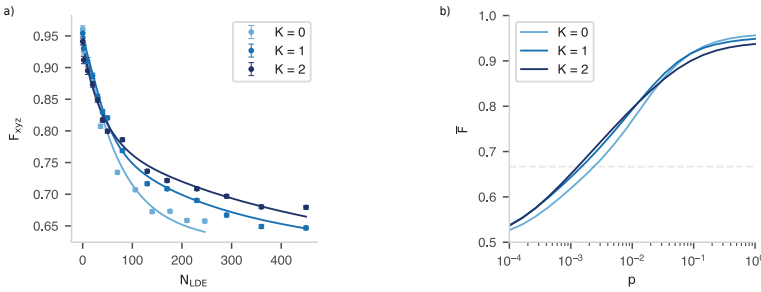 a)
0.95
0.90
0.85
0.80
0.75
0.70
0.65
F_xyz
0 100 200 300 400
N_LDE
K = 0
K = 1
K = 2
b)
1.0
0.9
0.8
0.7
0.6
0.5
F̅
10⁻⁴ 10⁻³ 10⁻² 10⁻¹
p
K = 0
K = 1
K = 2